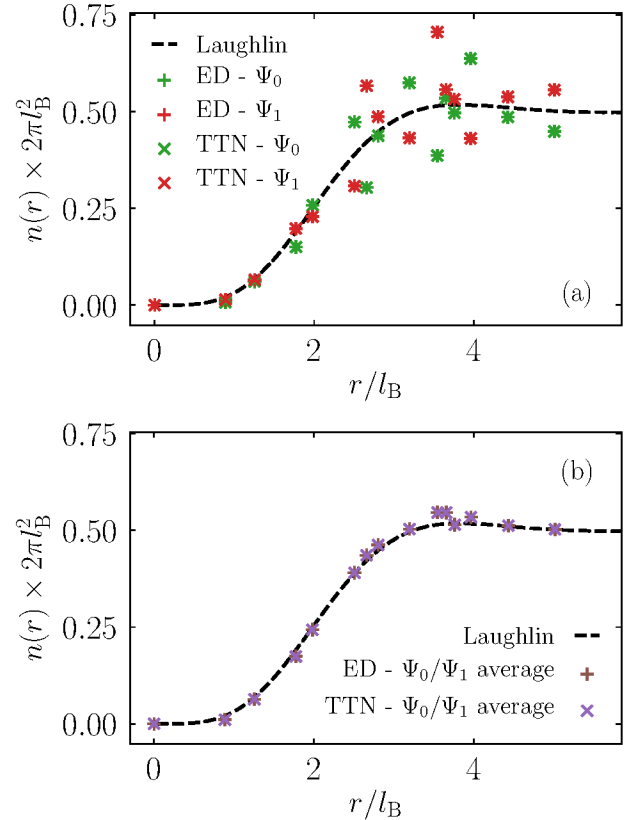 0.75
0.50
0.25
0.00
n(r) × 2πl_B^2
Laughlin
ED - Ψ₀
ED - Ψ₁
TTN - Ψ₀
TTN - Ψ₁
(a)
0 2 4
r/l_B
0.75
0.50
0.25
0.00
n(r) × 2πl_B^2
(b)
Laughlin
ED - Ψ₀/Ψ₁ average
TTN - Ψ₀/Ψ₁ average
0 2 4
r/l_B